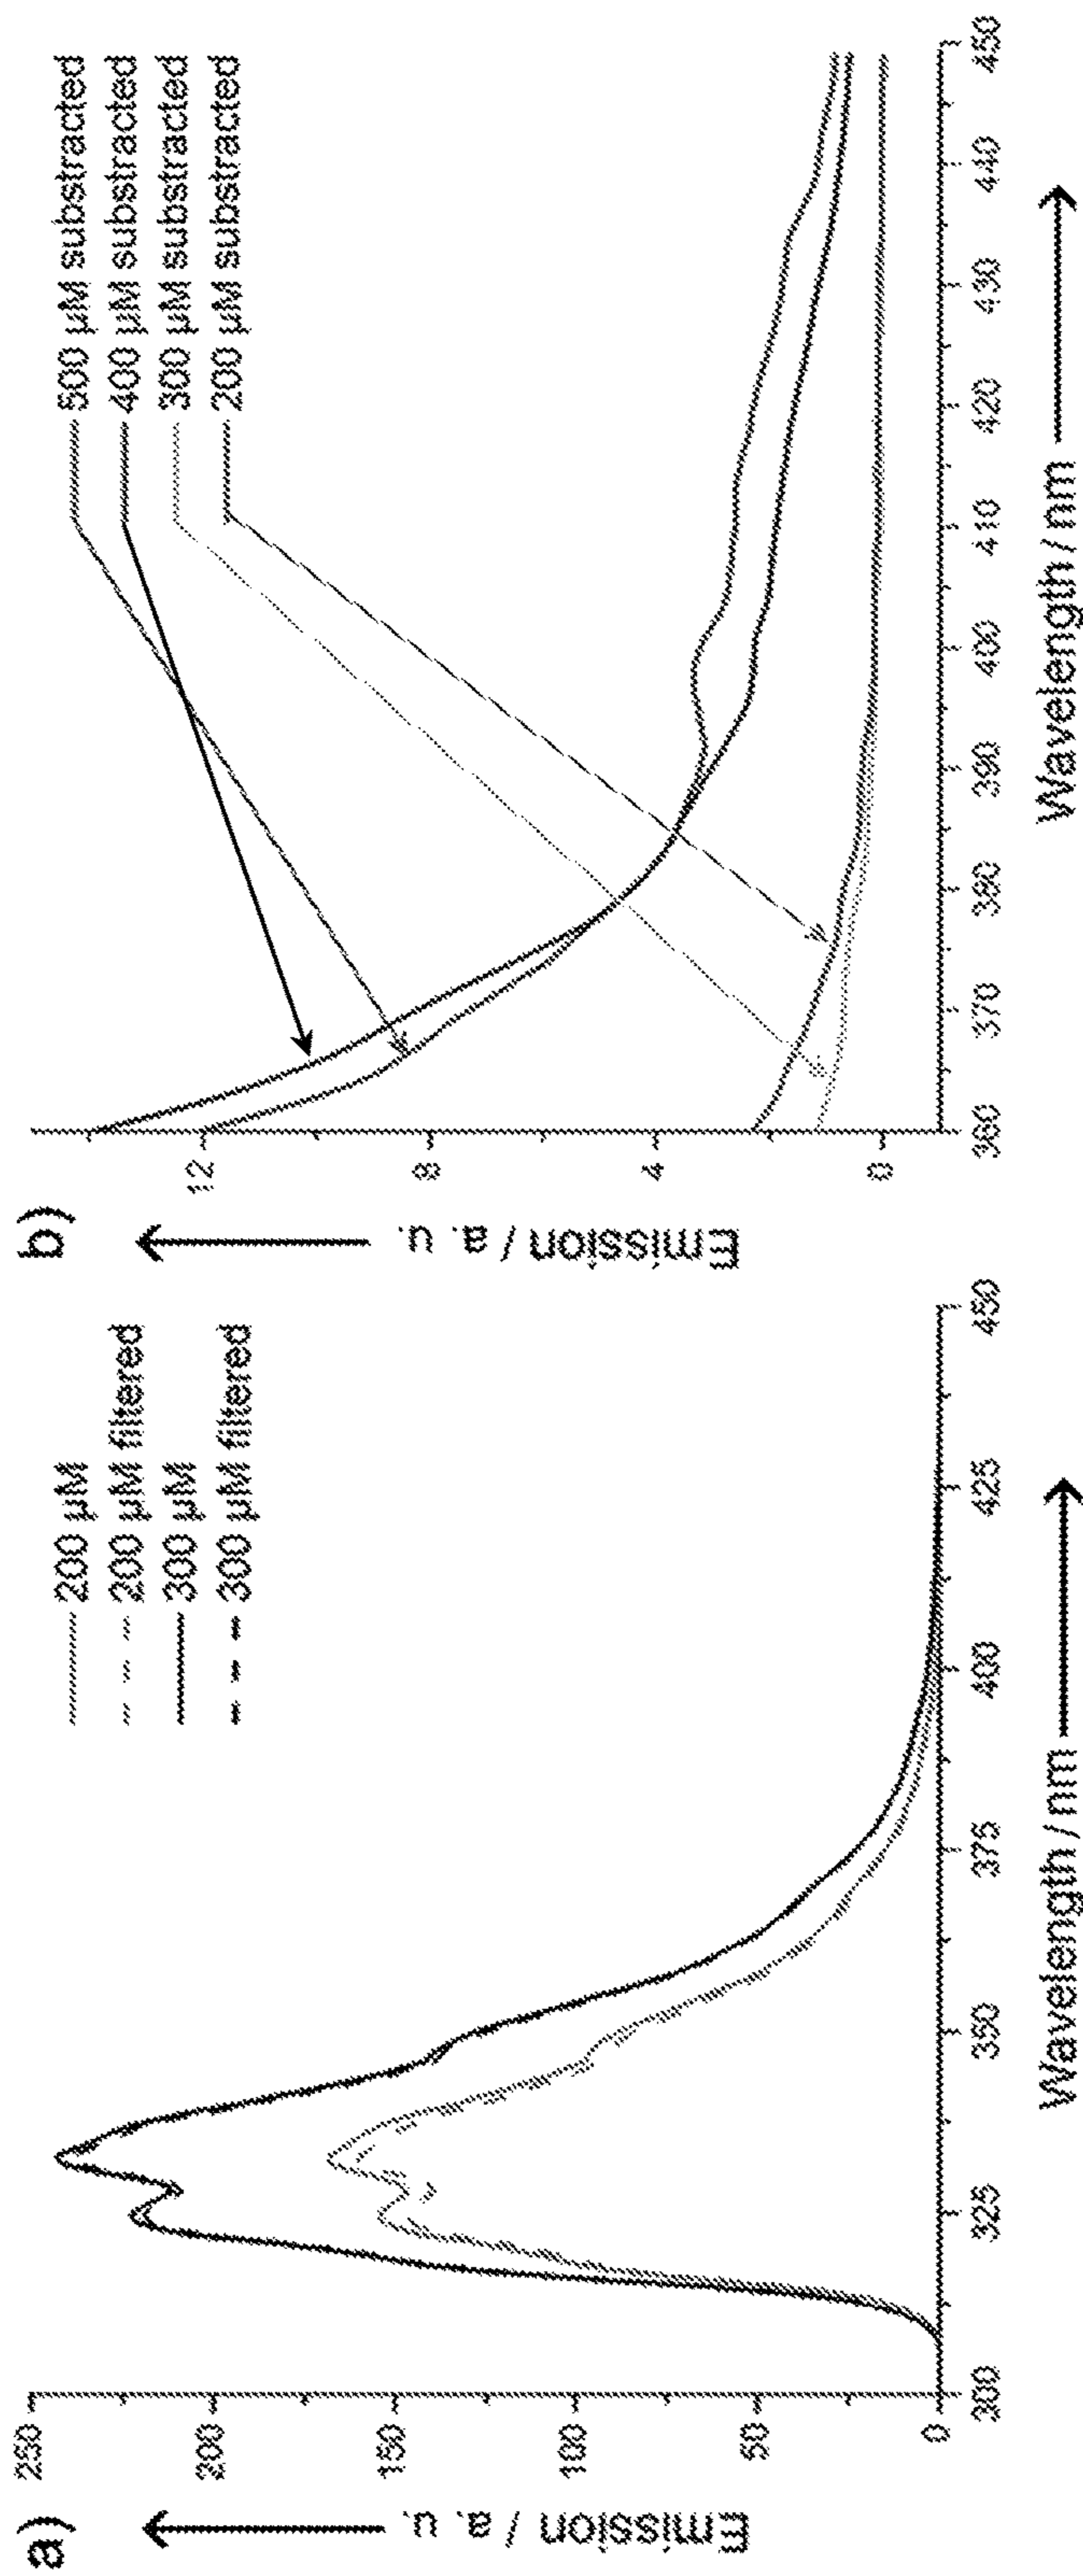 a)
Emission / a. u.
250
200
150
100
50
0
300
325
350
375
400
425
450
Wavelength / nm
200 µM
200 µM filtered
300 µM
300 µM filtered
b)
Emission / a. u.
12
8
4
0
360
370
380
390
400
410
420
430
440
450
Wavelength / nm
500 µM substracted
400 µM substracted
300 µM substracted
200 µM substracted